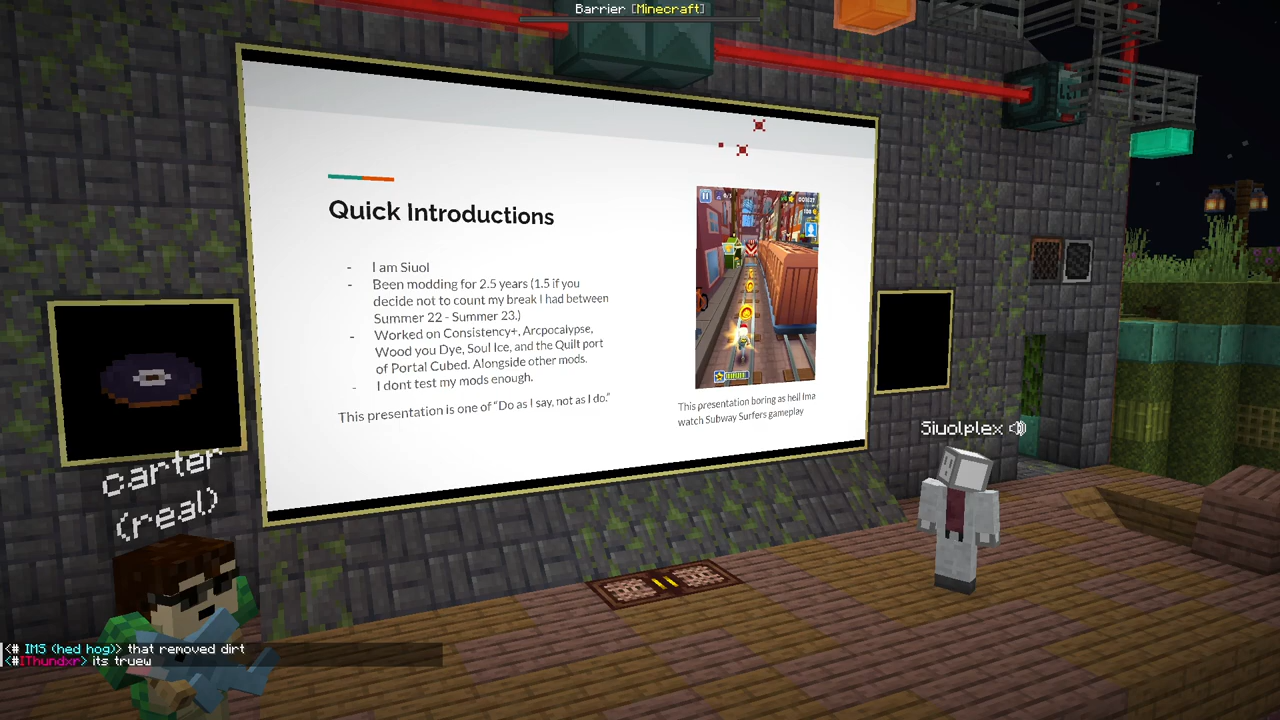 Barrier [Minecraft]
Quick Introductions
- I am Siuol
- Been modding for 2.5 years (1.5 if you
decide not to count my break I had between
Summer 22 - Summer 23.)
- Worked on Consistency+, Arcpocalypse,
Wood you Dye, Soul Ice, and the Quilt port
of Portal Cubed. Alongside other mods.
- I dont test my mods enough.
This presentation is one of “Do as I say, not as I do.”
This presentation boring as hell Ima
watch Subway Surfers gameplay
Siuolplex
carter
(real)
<# IMS (hed hog)> that removed dirt
<#IThundxr> its truew